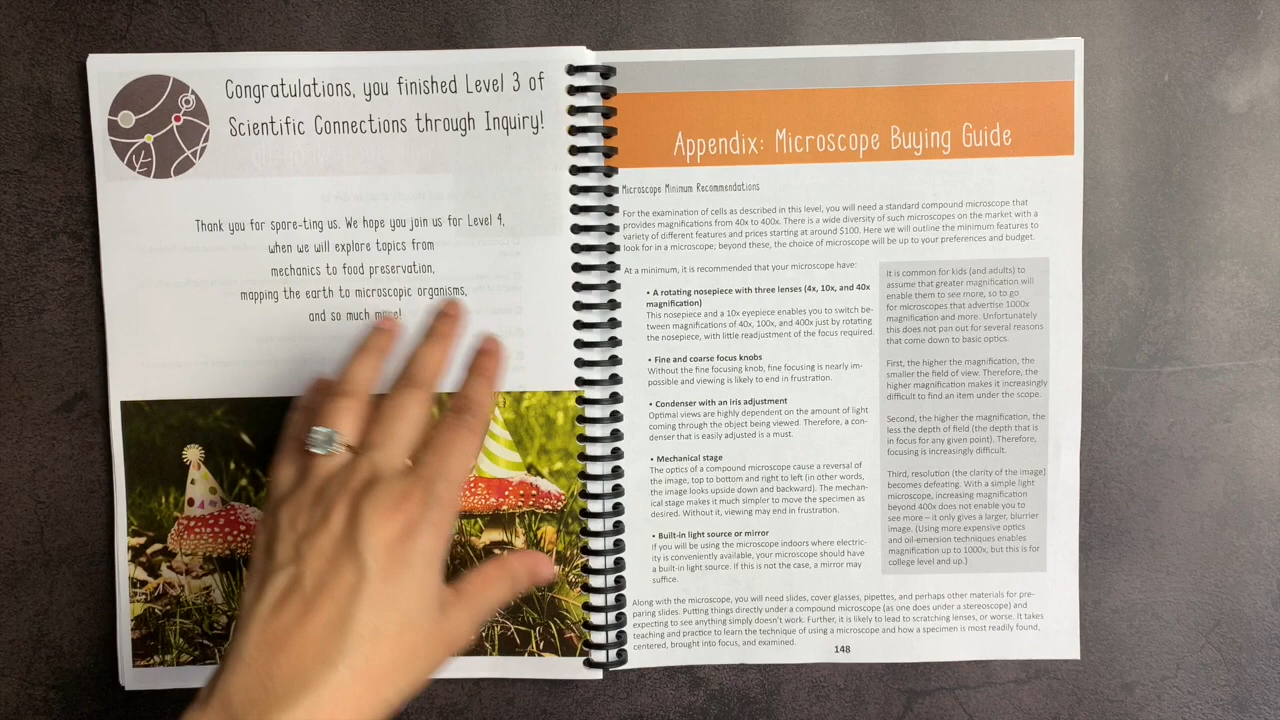 Congratulations, you finished Level 3 of
Scientific Connections through Inquiry!
Thank you for spore-ting us. We hope you join us for Level 4,
when we will explore topics from
mechanics to food preservation,
mapping the earth to microscopic organisms,
and so much more!
Appendix: Microscope Buying Guide
Microscope Minimum Recommendations
For the examination of cells as described in this level, you will need a standard compound microscope that
provides magnifications from 40x to 400x. There is a wide diversity of such microscopes on the market with a
variety of different features and prices starting at around $100. Here we will outline the minimum features to
look for in a microscope; beyond these, the choice of microscope will be up to your preferences and budget.
At a minimum, it is recommended that your microscope have:
• A rotating nosepiece with three lenses (4x, 10x, and 40x
magnification)
This nosepiece and a 10x eyepiece enables you to switch be-
tween magnifications of 40x, 100x, and 400x just by rotating
the nosepiece, with little readjustment of the focus required.
• Fine and coarse focus knobs
Without the fine focusing knob, fine focusing is nearly im-
possible and viewing is likely to end in frustration.
• Condenser with an iris adjustment
Optimal views are highly dependent on the amount of light
coming through the object being viewed. Therefore, a con-
denser that is easily adjusted is a must.
• Mechanical stage
The optics of a compound microscope cause a reversal of
the image, top to bottom and right to left (in other words,
the image looks upside down and backward). The mechan-
ical stage makes it much simpler to move the specimen as
desired. Without it, viewing may end in frustration.
• Built-in light source or mirror
If you will be using the microscope indoors where electric-
ity is conveniently available, your microscope should have
a built-in light source. If this is not the case, a mirror may
suffice.
It is common for kids (and adults) to
assume that greater magnification will
enable them to see more, so to go
for microscopes that advertise 1000x
magnification and more. Unfortunately
this does not pan out for several reasons
that come down to basic optics.
First, the higher the magnification, the
smaller the field of view. Therefore, the
higher magnification makes it increasingly
difficult to find an item under the scope.
Second, the higher the magnification, the
less the depth of field (the depth that is
in focus for any given point). Therefore,
focusing is increasingly difficult.
Third, resolution (the clarity of the image)
becomes defeating. With a simple light
microscope, increasing magnification
beyond 400x does not enable you to
see more – it only gives a larger, blurrier
image. (Using more expensive optics
and oil-emersion techniques enables
magnification up to 1000x, but this is for
college level and up.)
Along with the microscope, you will need slides, cover glasses, pipettes, and perhaps other materials for pre-
paring slides. Putting things directly under a compound microscope (as one does under a stereoscope) and
expecting to see anything simply doesn't work. Further, it is likely to lead to scratching lenses, or worse. It takes
teaching and practice to learn the technique of using a microscope and how a specimen is most readily found,
centered, brought into focus, and examined.
148